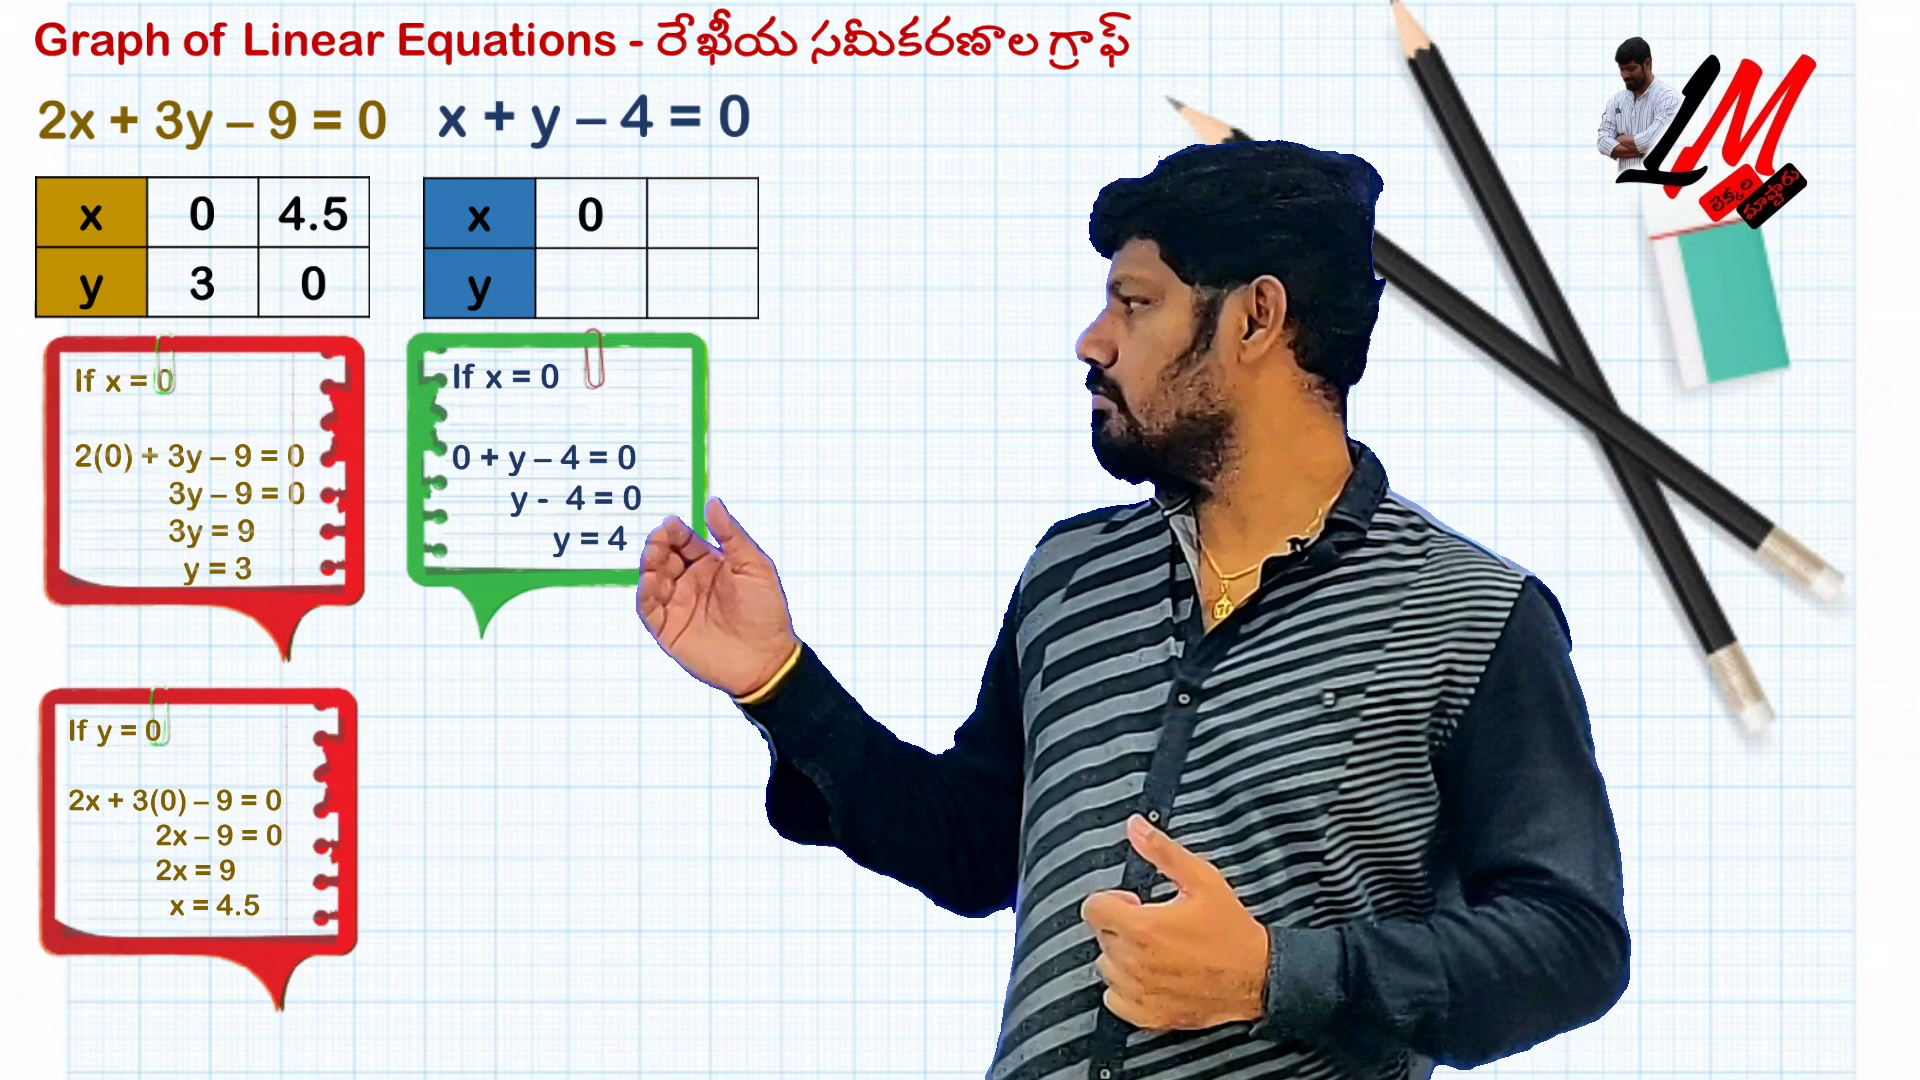 Graph of Linear Equations - రేఖీయ సమీకరణాల గ్రాఫ్
2x + 3y – 9 = 0
x 0 4.5
y 3 0
If x = 0
2(0) + 3y – 9 = 0
3y – 9 = 0
3y = 9
y = 3
If y = 0
2x + 3(0) – 9 = 0
2x – 9 = 0
2x = 9
x = 4.5
x + y – 4 = 0
x 0
y
If x = 0
0 + y – 4 = 0
y - 4 = 0
y = 4
LM
లెక్కల
మాష్టారు